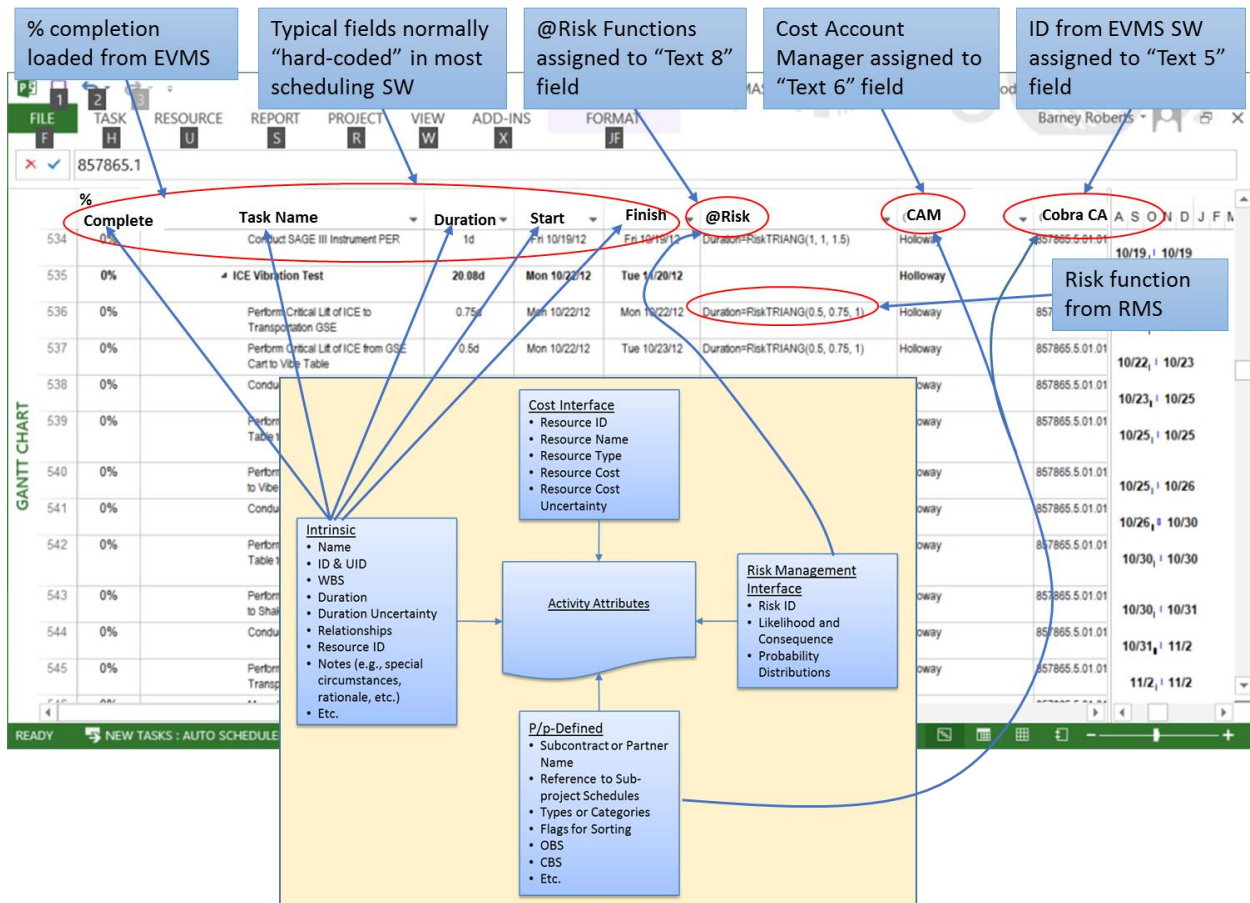 % completion
loaded from EVMS
Typical fields normally
“hard-coded” in most
scheduling SW
@Risk Functions
assigned to “Text 8”
field
Cost Account
Manager assigned to
“Text 6” field
ID from EVMS SW
assigned to “Text 5”
field
1 2 3
FILE TASK RESOURCE REPORT PROJECT VIEW ADD-INS FORMAT Barney Roberts
F H U S R W X JF
857865.1
% Complete Task Name Duration Start Finish @Risk CAM Cobra CA A S O N D J F M
534 0% Conduct SAGE III Instrument PER 1d Fri 10/19/12 Fri 10/19/12 Duration=RiskTRIANG(1, 1, 1.5) Holloway 857865.5.01.01
10/19 10/19
535 0% ICE Vibration Test 20.08d Mon 10/22/12 Tue 11/20/12 Holloway
Risk function
from RMS
536 0% Perform Critical Lift of ICE to 0.75d Mon 10/22/12 Mon 10/22/12 Duration=RiskTRIANG(0.5, 0.75, 1) Holloway
Transportation GSE
537 0% Perform Critical Lift of ICE from GSE 0.5d Mon 10/22/12 Tue 10/23/12 Duration=RiskTRIANG(0.5, 0.75, 1) Holloway 857865.5.01.01
Cart to Vibe Table
10/22 10/23
538 0% 857865.5.01.01
10/23 10/25
539 0% 857865.5.01.01
Table
10/25 10/25
540 0% 857865.5.01.01
to Vibe
10/25 10/26
541 0% 857865.5.01.01
10/26 10/30
542 0% 857865.5.01.01
Table
10/30 10/30
543 0% 857865.5.01.01
10/30 10/31
544 0% 857865.5.01.01
10/31 11/2
545 0% 857865.5.01.01
11/2 11/2
GANTT CHART
READY NEW TASKS : AUTO SCHEDULE
Cost Interface
• Resource ID
• Resource Name
• Resource Type
• Resource Cost
• Resource Cost
Uncertainty
Intrinsic
• Name
• ID & UID
• WBS
• Duration
• Duration Uncertainty
• Relationships
• Resource ID
• Notes (e.g., special
circumstances,
rationale, etc.)
• Etc.
Activity Attributes
Risk Management
Interface
• Risk ID
• Likelihood and
Consequence
• Probability
Distributions
P/p-Defined
• Subcontract or Partner
Name
• Reference to Sub-
project Schedules
• Types or Categories
• Flags for Sorting
• OBS
• CBS
• Etc.